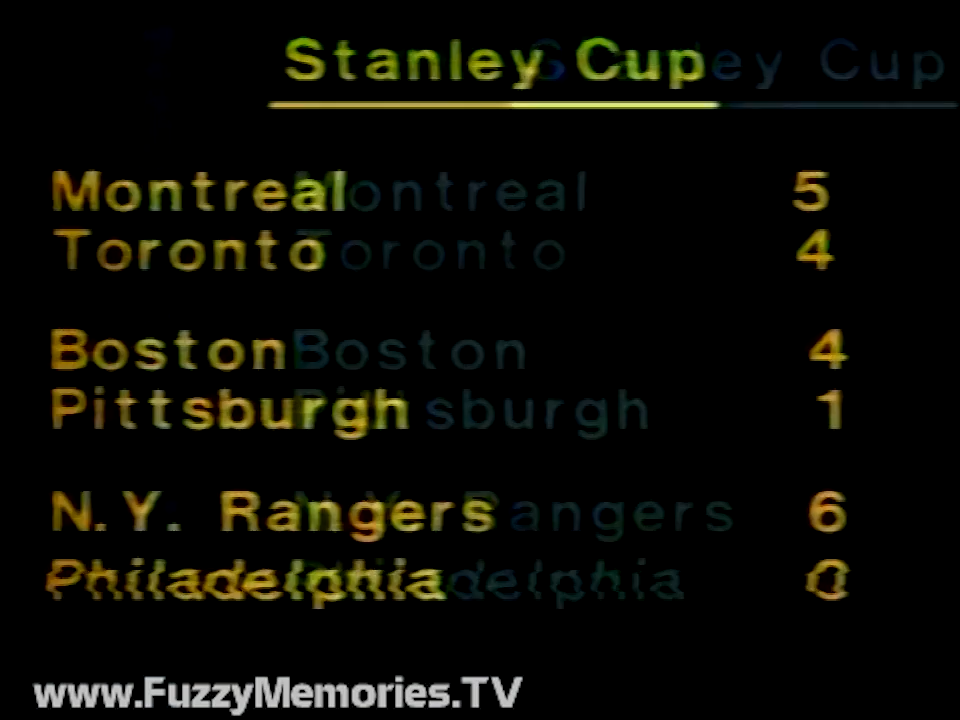 Stanley Cup
Montreal 5
Toronto 4
Boston 4
Pittsburgh 1
N.Y. Rangers 6
Philadelphia 0
www.FuzzyMemories.TV